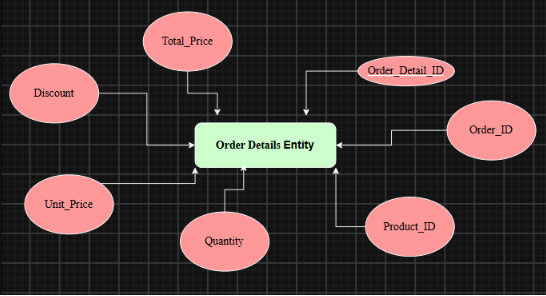 Total_Price
Order_Detail_ID
Discount
Order_ID
Order Details Entity
Unit_Price
Product_ID
Quantity